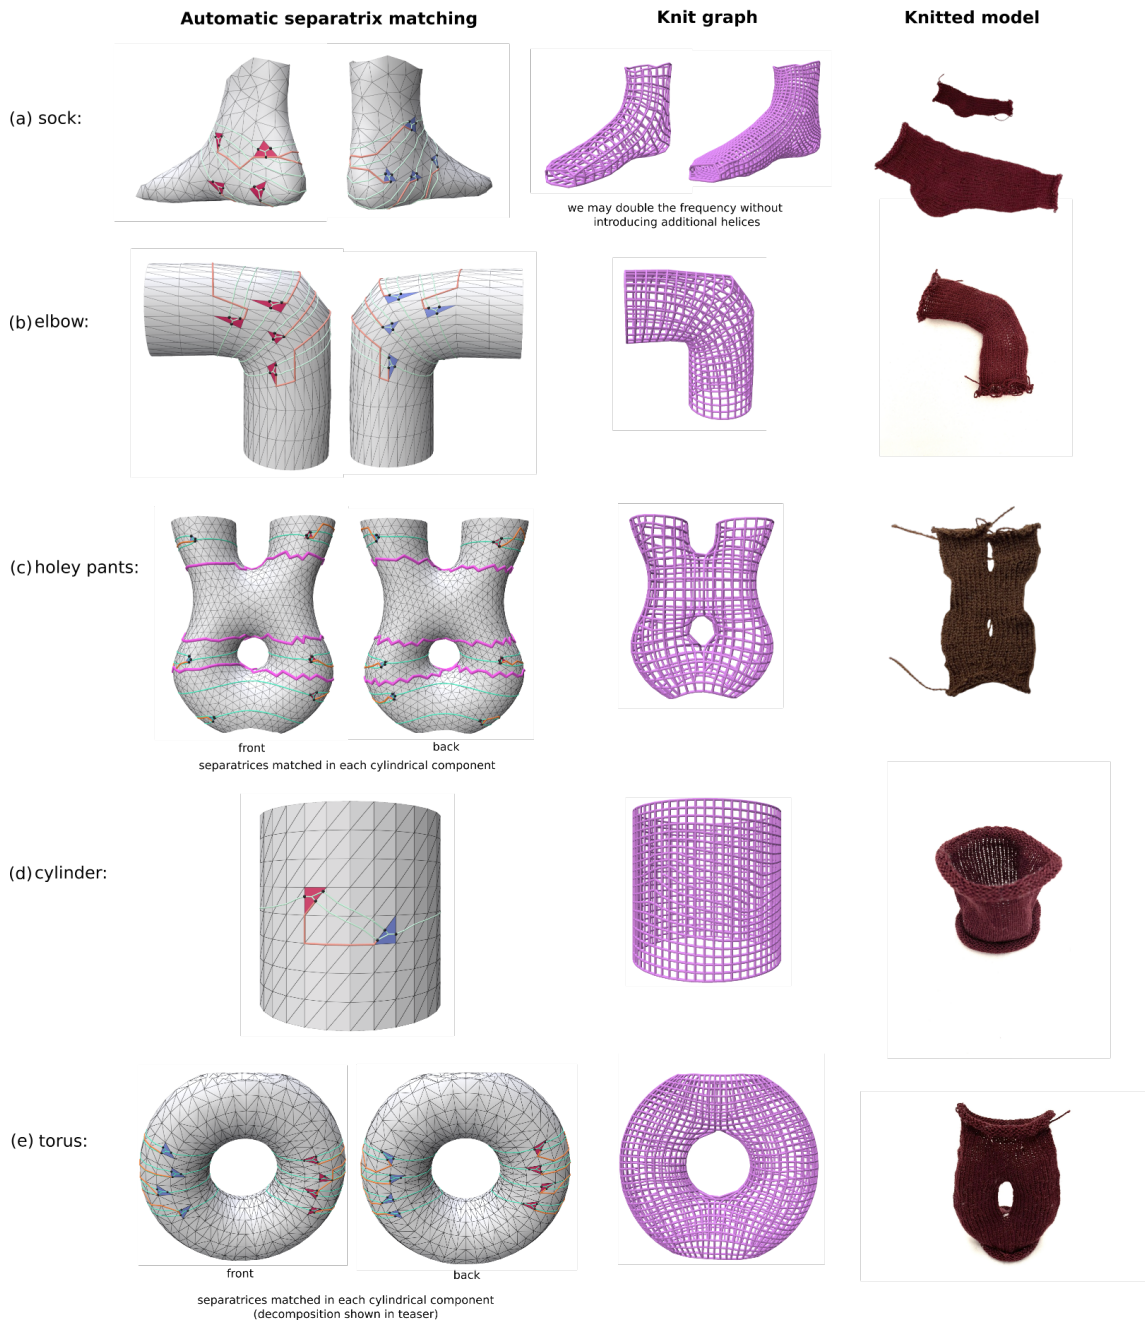 Automatic separatrix matching
Knit graph
Knitted model
(a) sock:
we may double the frequency without
introducing additional helices
(b) elbow:
(c) holey pants:
front
back
separatrices matched in each cylindrical component
(d) cylinder:
(e) torus:
front
back
separatrices matched in each cylindrical component
(decomposition shown in teaser)